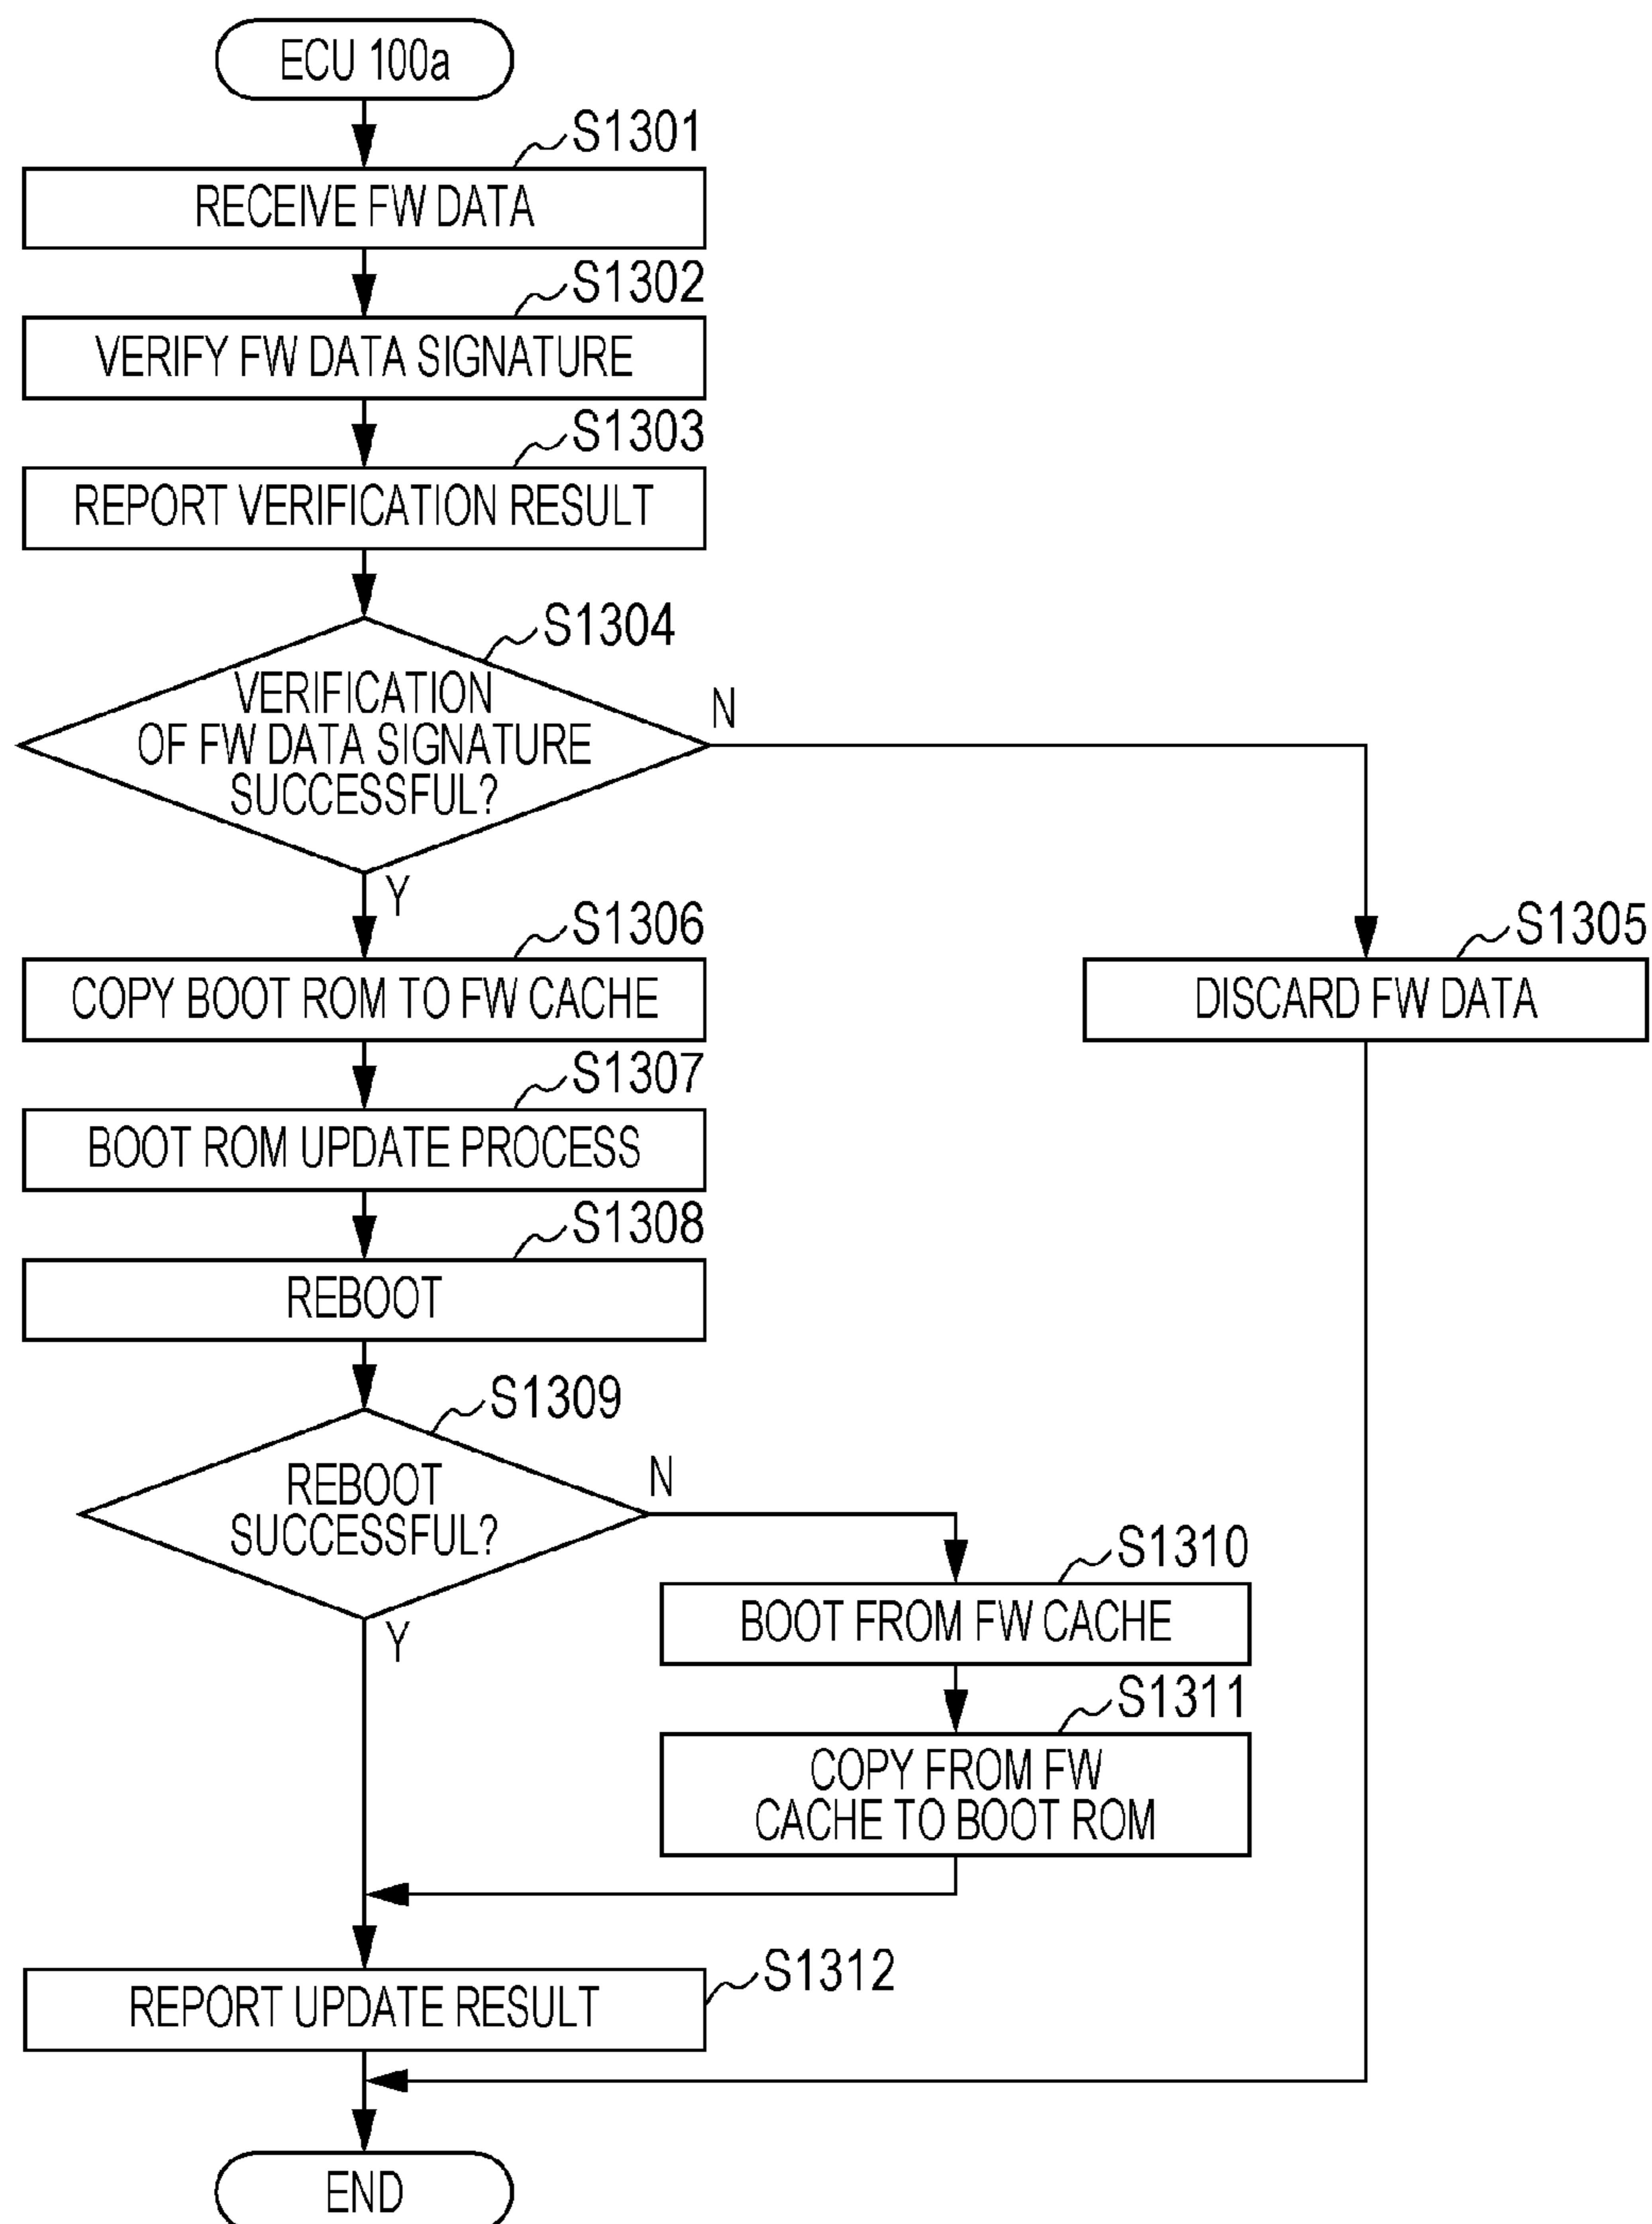 ECU 100a
S1301
RECEIVE FW DATA
S1302
VERIFY FW DATA SIGNATURE
S1303
REPORT VERIFICATION RESULT
S1304
VERIFICATION
OF FW DATA SIGNATURE
SUCCESSFUL?
N
Y
S1306
COPY BOOT ROM TO FW CACHE
S1305
DISCARD FW DATA
S1307
BOOT ROM UPDATE PROCESS
S1308
REBOOT
S1309
REBOOT
SUCCESSFUL?
N
Y
S1310
BOOT FROM FW CACHE
S1311
COPY FROM FW
CACHE TO BOOT ROM
S1312
REPORT UPDATE RESULT
END